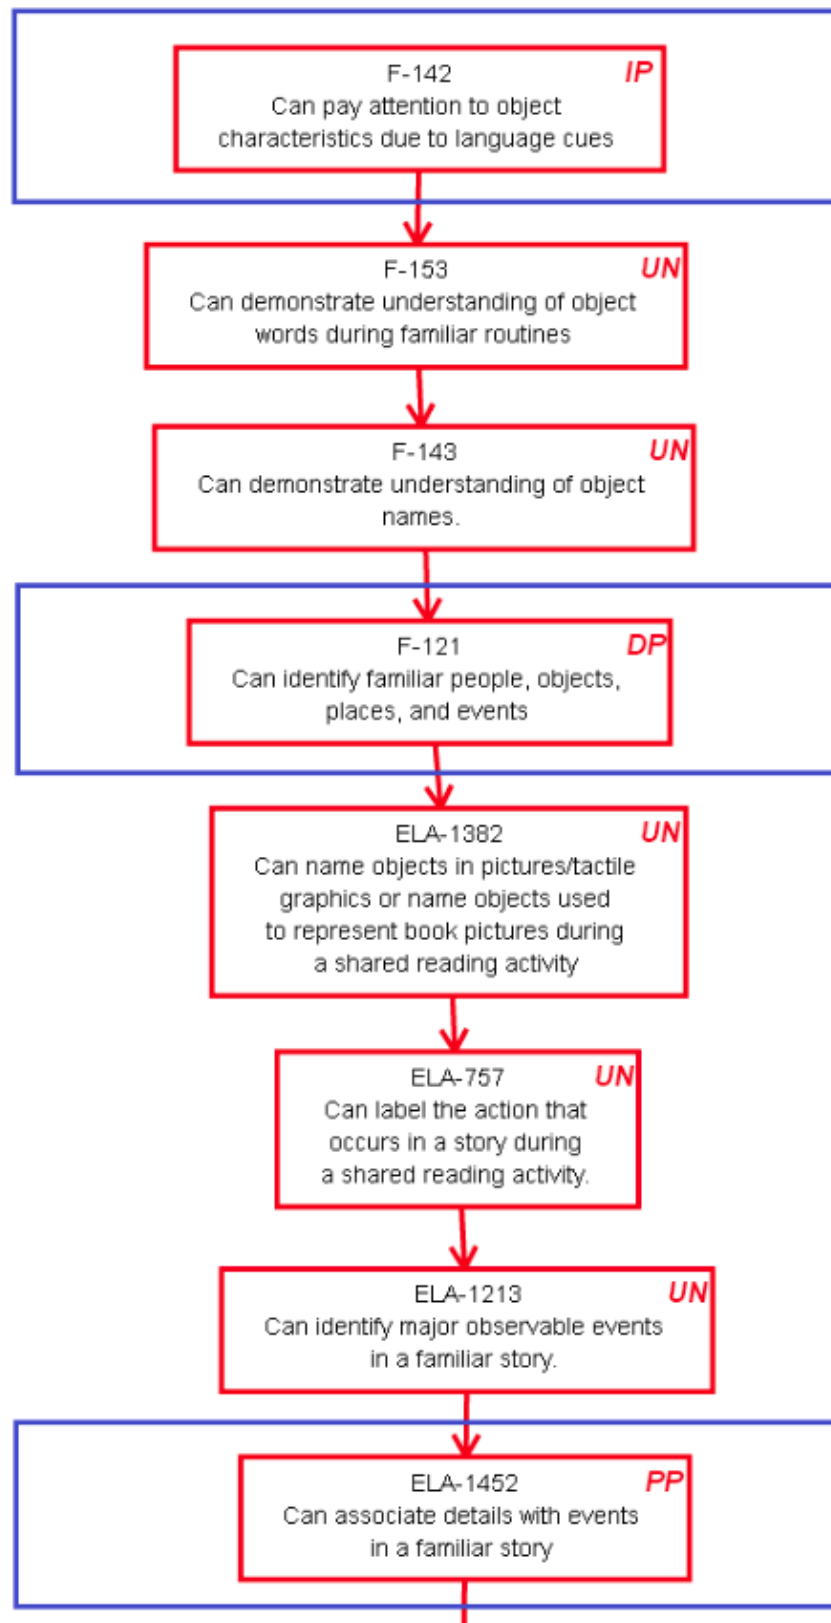 F-142 IP
Can pay attention to object
characteristics due to language cues
F-153 UN
Can demonstrate understanding of object
words during familiar routines
F-143 UN
Can demonstrate understanding of object
names.
F-121 DP
Can identify familiar people, objects,
places, and events
ELA-1382 UN
Can name objects in pictures/tactile
graphics or name objects used
to represent book pictures during
a shared reading activity
ELA-757 UN
Can label the action that
occurs in a story during
a shared reading activity.
ELA-1213 UN
Can identify major observable events
in a familiar story.
ELA-1452 PP
Can associate details with events
in a familiar story